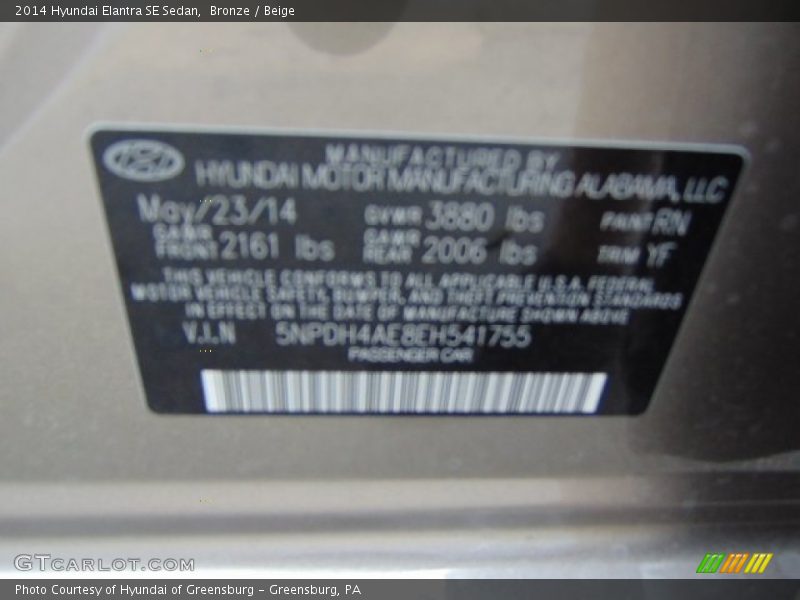 2014 Hyundai Elantra SE Sedan, Bronze / Beige
MANUFACTURED BY
HYUNDAI MOTOR MANUFACTURING ALABAMA, LLC
May/23/14 GVWR 3880 lbs PAINT RN
GAWR FRONT 2161 lbs GAWR REAR 2006 lbs TRIM YF
THIS VEHICLE CONFORMS TO ALL APPLICABLE U.S.A. FEDERAL
MOTOR VEHICLE SAFETY, BUMPER, AND THEFT PREVENTION STANDARDS
IN EFFECT ON THE DATE OF MANUFACTURE SHOWN ABOVE
V.I.N 5NPDH4AE8EH541755
PASSENGER CAR
GTCARLOT.COM
Photo Courtesy of Hyundai of Greensburg - Greensburg, PA